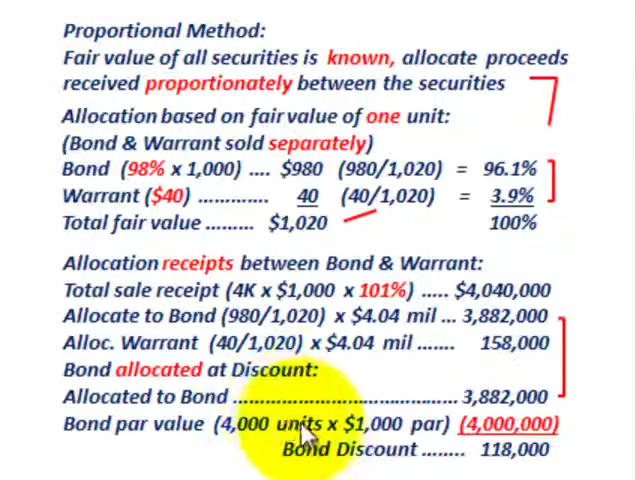 Proportional Method:
Fair value of all securities is known, allocate proceeds
received proportionately between the securities
Allocation based on fair value of one unit:
(Bond & Warrant sold separately)
Bond (98% x 1,000) .... $980 (980/1,020) = 96.1%
Warrant ($40) ............. 40 (40/1,020) = 3.9%
Total fair value ......... $1,020 100%
Allocation receipts between Bond & Warrant:
Total sale receipt (4K x $1,000 x 101%) ..... $4,040,000
Allocate to Bond (980/1,020) x $4.04 mil ... 3,882,000
Alloc. Warrant (40/1,020) x $4.04 mil ....... 158,000
Bond allocated at Discount:
Allocated to Bond ............................................ 3,882,000
Bond par value (4,000 units x $1,000 par) (4,000,000)
Bond Discount ........ 118,000